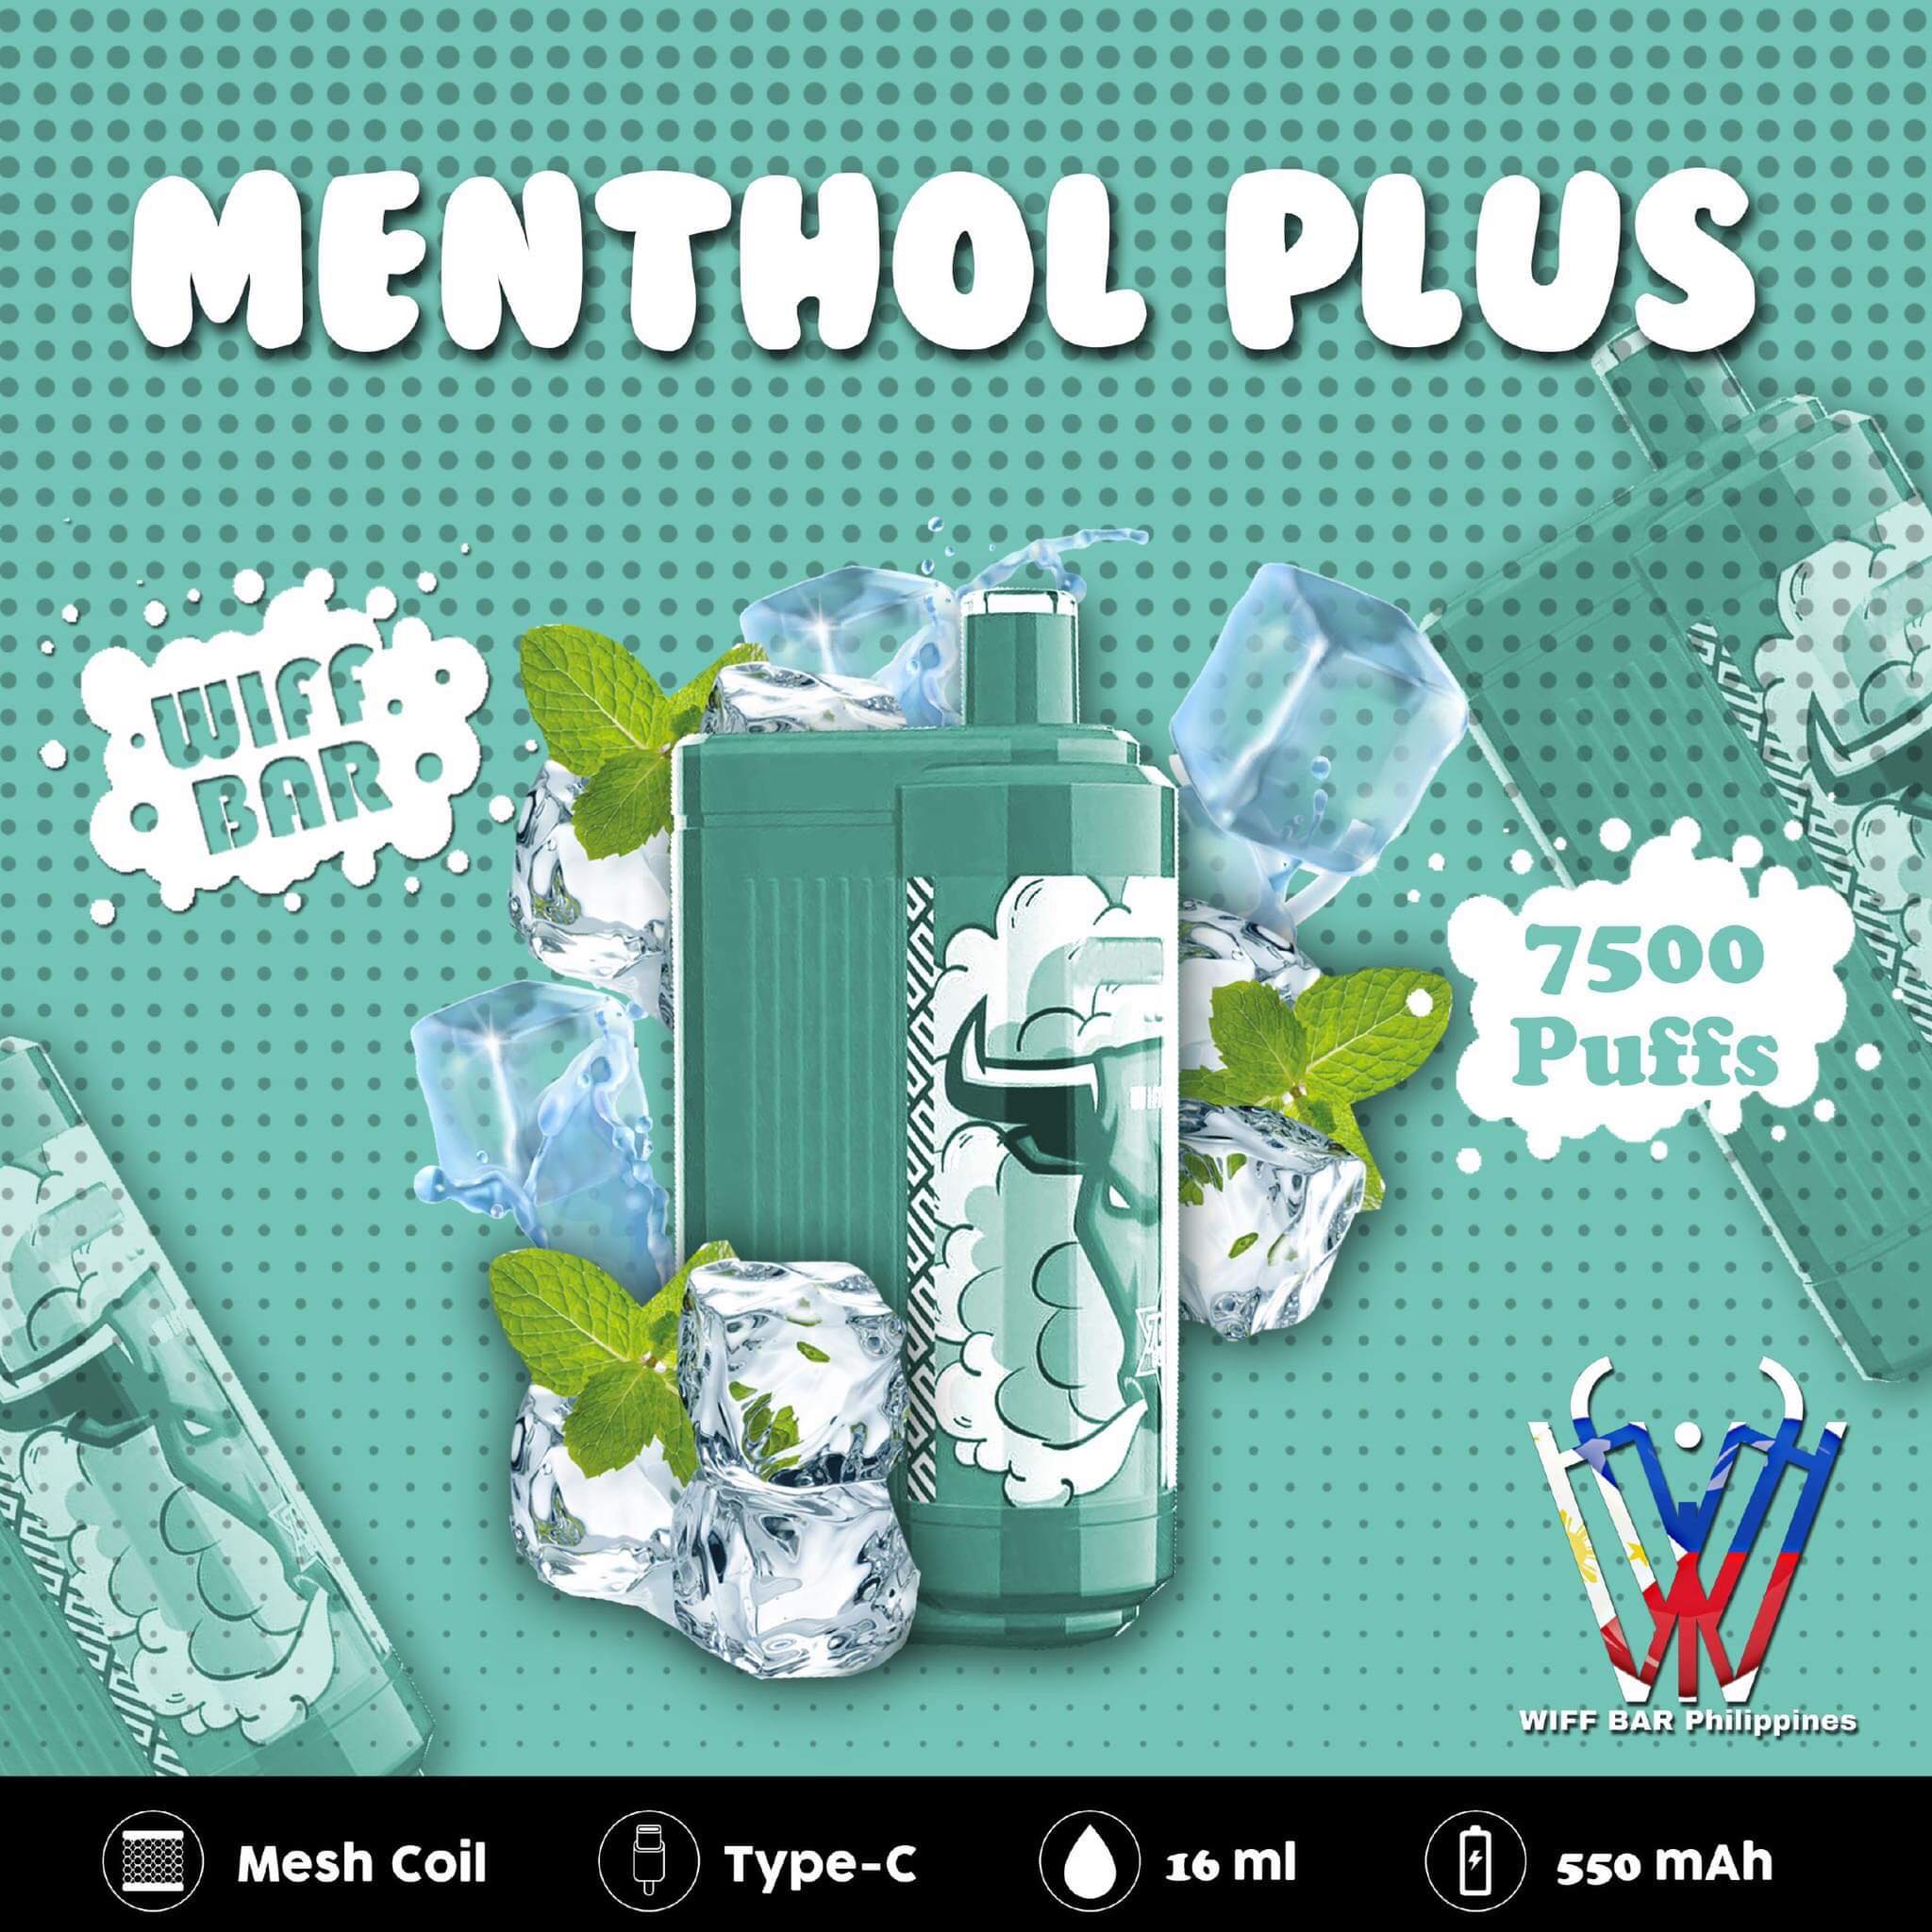 MENTHOL PLUS
WIFF
BAR
7500
Puffs
WIFF BAR Philippines
Mesh Coil
Type-C
16 ml
550 mAh